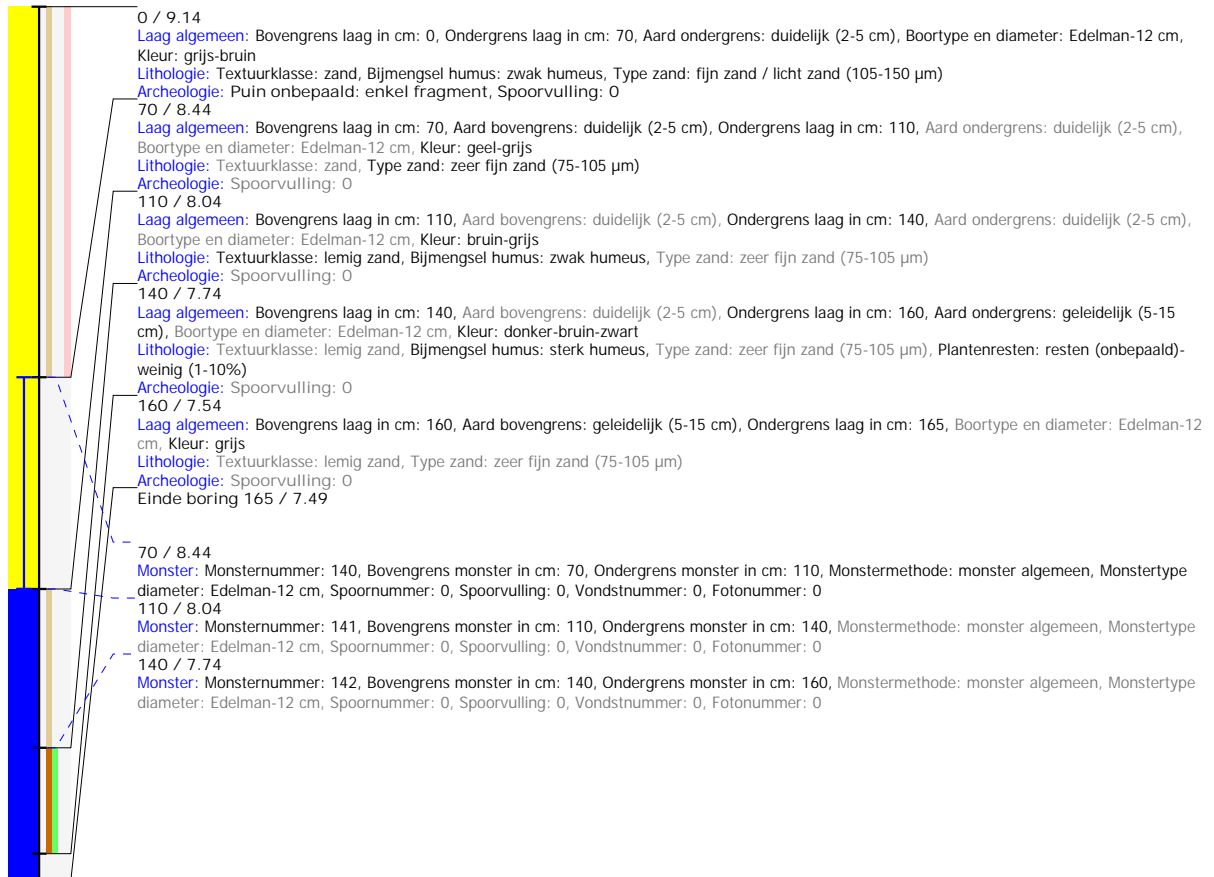 0 / 9.14
Laag algemeen: Bovengrens laag in cm: 0, Ondergrens laag in cm: 70, Aard ondergrens: duidelijk (2-5 cm), Boortype en diameter: Edelman-12 cm,
Kleur: grijs-bruin
Lithologie: Textuurklasse: zand, Bijmengsel humus: zwak humeus, Type zand: fijn zand / licht zand (105-150 µm)
Archeologie: Puin onbepaald: enkel fragment, Spoorvulling: 0
70 / 8.44
Laag algemeen: Bovengrens laag in cm: 70, Aard bovengrens: duidelijk (2-5 cm), Ondergrens laag in cm: 110, Aard ondergrens: duidelijk (2-5 cm),
Boortype en diameter: Edelman-12 cm, Kleur: geel-grijs
Lithologie: Textuurklasse: zand, Type zand: zeer fijn zand (75-105 µm)
Archeologie: Spoorvulling: 0
110 / 8.04
Laag algemeen: Bovengrens laag in cm: 110, Aard bovengrens: duidelijk (2-5 cm), Ondergrens laag in cm: 140, Aard ondergrens: duidelijk (2-5 cm),
Boortype en diameter: Edelman-12 cm, Kleur: bruin-grijs
Lithologie: Textuurklasse: lemig zand, Bijmengsel humus: zwak humeus, Type zand: zeer fijn zand (75-105 µm)
Archeologie: Spoorvulling: 0
140 / 7.74
Laag algemeen: Bovengrens laag in cm: 140, Aard bovengrens: duidelijk (2-5 cm), Ondergrens laag in cm: 160, Aard ondergrens: geleidelijk (5-15
cm), Boortype en diameter: Edelman-12 cm, Kleur: donker-bruin-zwart
Lithologie: Textuurklasse: lemig zand, Bijmengsel humus: sterk humeus, Type zand: zeer fijn zand (75-105 µm), Plantenresten: resten (onbepaald)-
weinig (1-10%)
Archeologie: Spoorvulling: 0
160 / 7.54
Laag algemeen: Bovengrens laag in cm: 160, Aard bovengrens: geleidelijk (5-15 cm), Ondergrens laag in cm: 165, Boortype en diameter: Edelman-12
cm, Kleur: grijs
Lithologie: Textuurklasse: lemig zand, Type zand: zeer fijn zand (75-105 µm)
Archeologie: Spoorvulling: 0
Einde boring 165 / 7.49
70 / 8.44
Monster: Monsternummer: 140, Bovengrens monster in cm: 70, Ondergrens monster in cm: 110, Monstermethode: monster algemeen, Monstertype
diameter: Edelman-12 cm, Spoornummer: 0, Spoorvulling: 0, Vondstnummer: 0, Fotonummer: 0
110 / 8.04
Monster: Monsternummer: 141, Bovengrens monster in cm: 110, Ondergrens monster in cm: 140, Monstermethode: monster algemeen, Monstertype
diameter: Edelman-12 cm, Spoornummer: 0, Spoorvulling: 0, Vondstnummer: 0, Fotonummer: 0
140 / 7.74
Monster: Monsternummer: 142, Bovengrens monster in cm: 140, Ondergrens monster in cm: 160, Monstermethode: monster algemeen, Monstertype
diameter: Edelman-12 cm, Spoornummer: 0, Spoorvulling: 0, Vondstnummer: 0, Fotonummer: 0